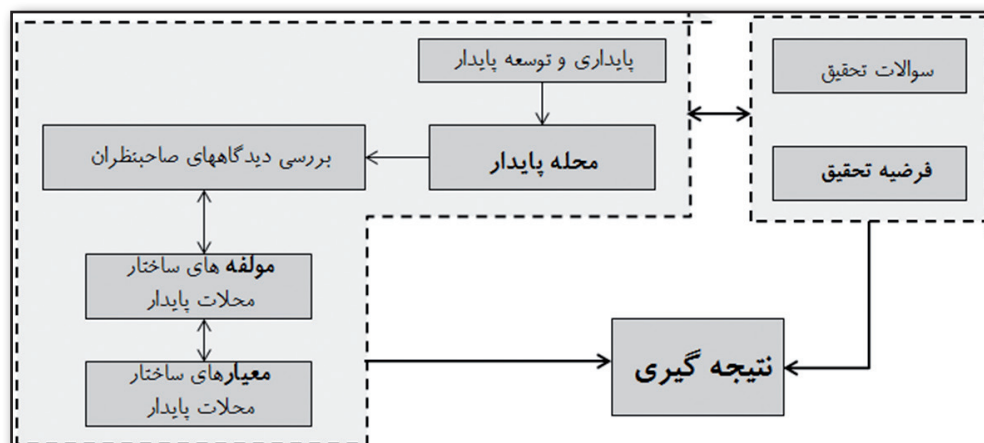 پایداری و توسعه پایدار
سوالات تحقیق
محله پایدار
بررسی دیدگاههای صاحبنظران
فرضیه تحقیق
مولفه های ساختار
محلات پایدار
معیارهای ساختار
محلات پایدار
نتیجه گیری